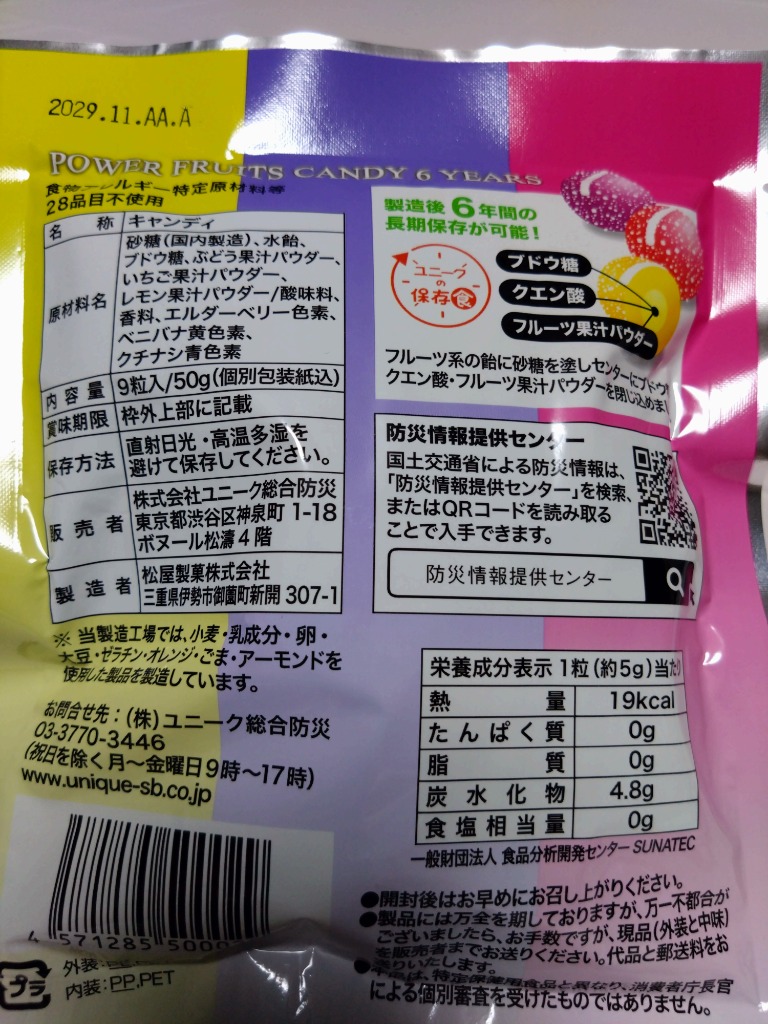 2029.11.AA.A
POWER FRUITS CANDY 6 YEARS
食物アレルギー特定原材料等
28品目不使用
名称 キャンディ
原材料名 砂糖(国内製造)、水飴、
ブドウ糖、ぶどう果汁パウダー、
いちご果汁パウダー、
レモン果汁パウダー/酸味料、
香料、エルダーベリー色素、
ベニバナ黄色素、
クチナシ青色素
内容量 9粒入/50g(個別包装紙込)
賞味期限 枠外上部に記載
保存方法 直射日光・高温多湿を
避けて保存してください。
販売者 株式会社ユニーク総合防災
東京都渋谷区神泉町 1-18
ボヌール松濤 4 階
製造者 松屋製菓株式会社
三重県伊勢市御薗町新開 307-1
※ 当製造工場では、小麦・乳成分・卵・
大豆・ゼラチン・オレンジ・ごま・アーモンドを
使用した製品を製造しています。
お問合せ先:(株)ユニーク総合防災
03-3770-3446
(祝日を除く月〜金曜日9時〜17時)
www.unique-sb.co.jp
4 571285 500
プラ
外装:
内装:PP,PET
製造後 6 年間の
長期保存が可能!
ユニーク
の
保存食
ブドウ糖
クエン酸
フルーツ果汁パウダー
フルーツ系の飴に砂糖を塗しセンターにブドウ
クエン酸・フルーツ果汁パウダーを閉じ込めま
防災情報提供センター
国土交通省による防災情報は、
「防災情報提供センター」を検索、
またはQRコードを読み取る
ことで入手できます。
防災情報提供センター
栄養成分表示 1粒(約5g)当たり
熱量 19kcal
たんぱく質 0g
脂質 0g
炭水化物 4.8g
食塩相当量 0g
一般財団法人 食品分析開発センター SUNATEC
●開封後はお早めにお召し上がりください。
●製品には万全を期しておりますが、万一不都合が
ございましたら、お手数ですが、現品(外装と中味)
を販売者までお送りください。代品と郵送料をお
送りいたします。
●本品は、特定保健用食品と異なり、消費者庁長官
による個別審査を受けたものではありません。